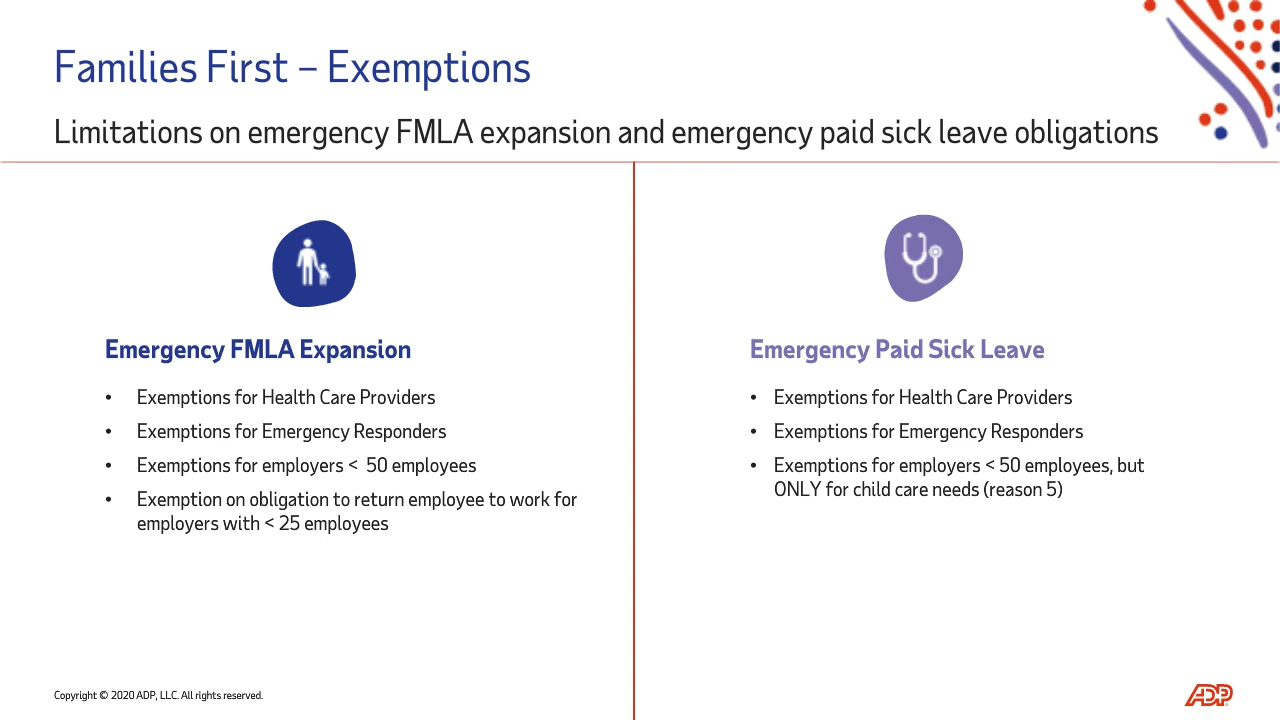 Families First – Exemptions
Limitations on emergency FMLA expansion and emergency paid sick leave obligations
Emergency FMLA Expansion
• Exemptions for Health Care Providers
• Exemptions for Emergency Responders
• Exemptions for employers < 50 employees
• Exemption on obligation to return employee to work for
employers with < 25 employees
Emergency Paid Sick Leave
• Exemptions for Health Care Providers
• Exemptions for Emergency Responders
• Exemptions for employers < 50 employees, but
ONLY for child care needs (reason 5)
Copyright © 2020 ADP, LLC. All rights reserved.
ADP